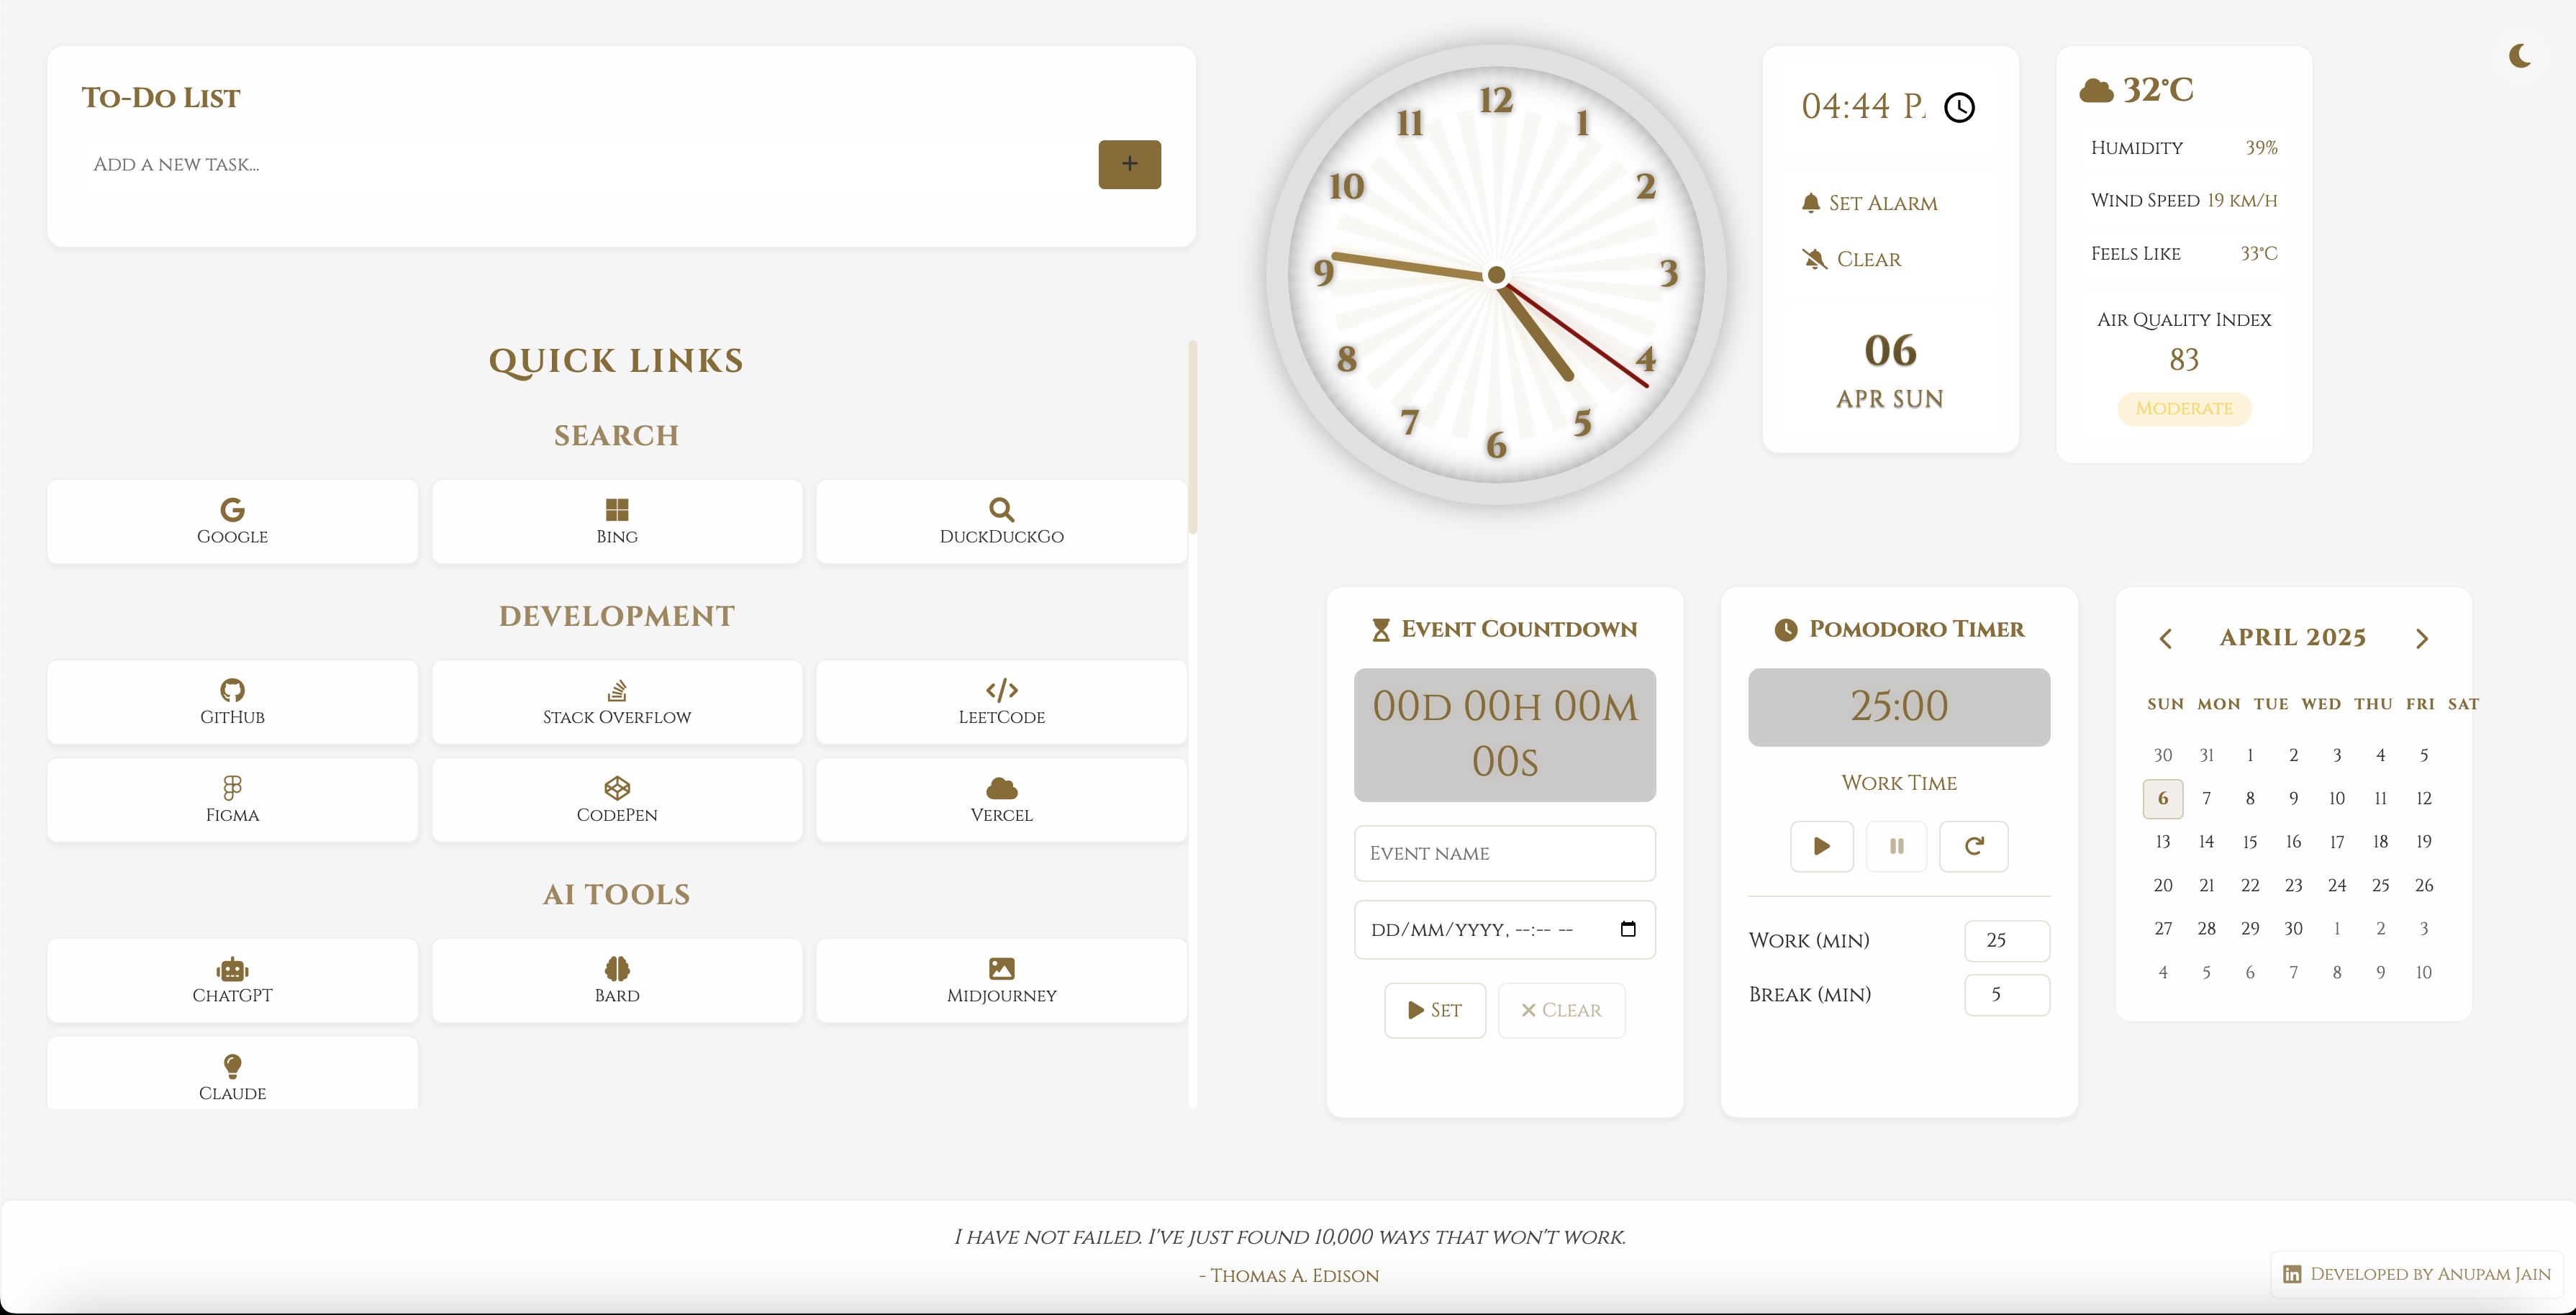 To-Do List
Add a new task...
+
Quick Links
Search
Google
Bing
DuckDuckGo
Development
GitHub
Stack Overflow
LeetCode
Figma
CodePen
Vercel
AI Tools
ChatGPT
Bard
Midjourney
Claude
12
1
2
3
4
5
6
7
8
9
10
11
04:44 P.
Set Alarm
Clear
06
APR SUN
32°C
Humidity 39%
Wind Speed 19 km/h
Feels Like 33°C
Air Quality Index
83
Moderate
Event Countdown
00d 00h 00m
00s
Event name
dd/mm/yyyy, --:-- --
Set
Clear
Pomodoro Timer
25:00
Work Time
Work (min) 25
Break (min) 5
April 2025
Sun Mon Tue Wed Thu Fri Sat
30 31 1 2 3 4 5
6 7 8 9 10 11 12
13 14 15 16 17 18 19
20 21 22 23 24 25 26
27 28 29 30 1 2 3
4 5 6 7 8 9 10
I have not failed. I've just found 10,000 ways that won't work.
- Thomas A. Edison
Developed by Anupam Jain